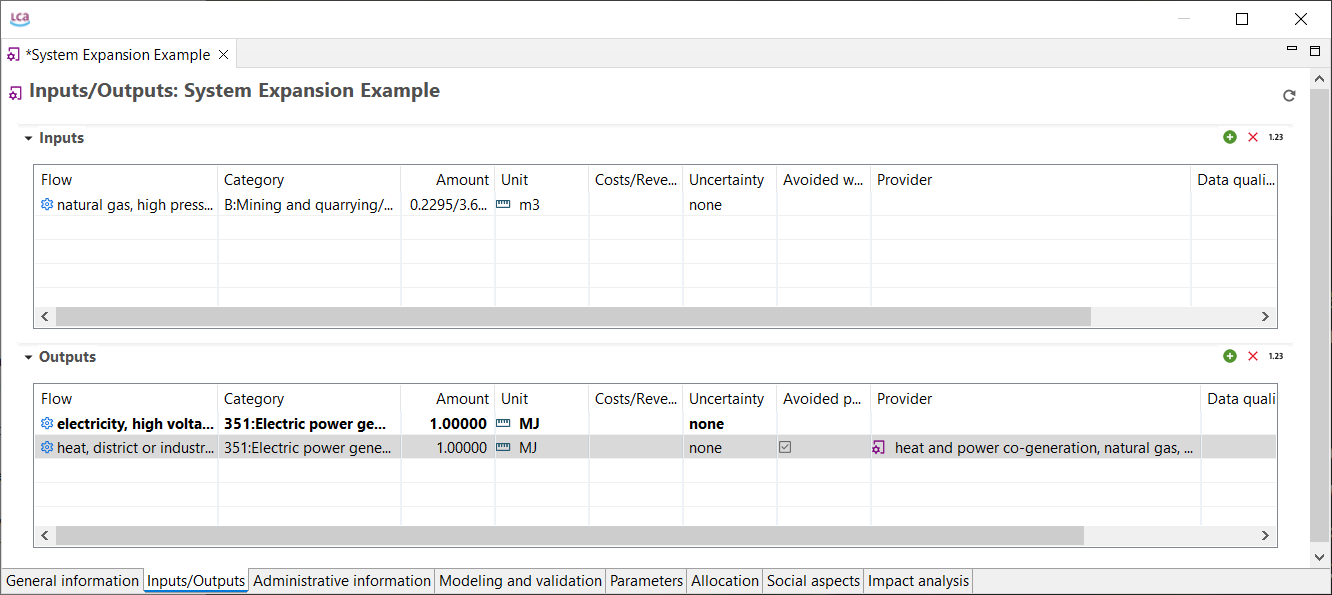 LCA
*System Expansion Example
Inputs/Outputs: System Expansion Example
Inputs
1.23
Flow Category Amount Unit Costs/Reve... Uncertainty Avoided w... Provider Data quali...
natural gas, high press... B:Mining and quarrying/... 0.2295/3.6... m3 none
Outputs
1.23
Flow Category Amount Unit Costs/Reve... Uncertainty Avoided p... Provider Data quali
electricity, high volta... 351:Electric power ge... 1.00000 MJ none
heat, district or industr... 351:Electric power gene... 1.00000 MJ none heat and power co-generation, natural gas, ...
General information Inputs/Outputs Administrative information Modeling and validation Parameters Allocation Social aspects Impact analysis